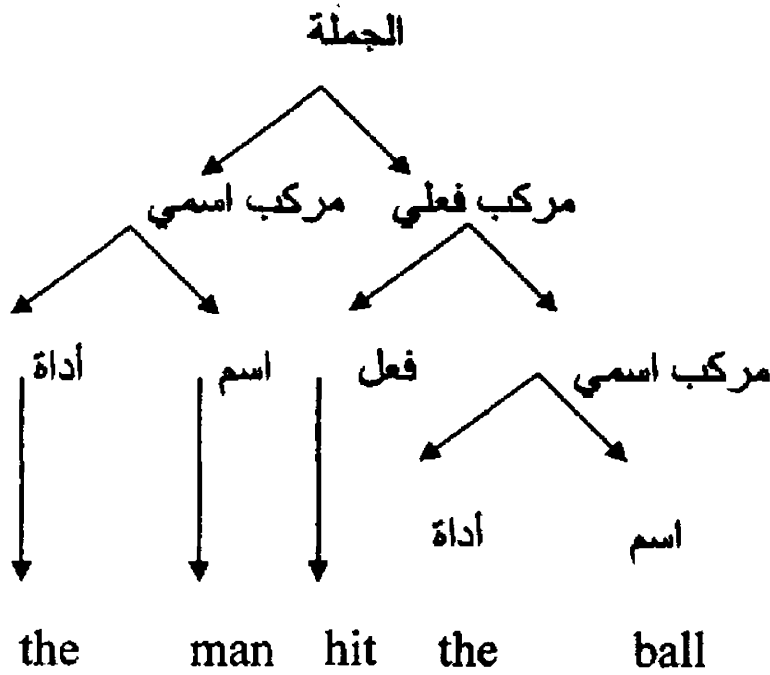 الجملة
مركب اسمي مركب فعلي
أداة اسم فعل مركب اسمي
أداة اسم
the man hit the ball